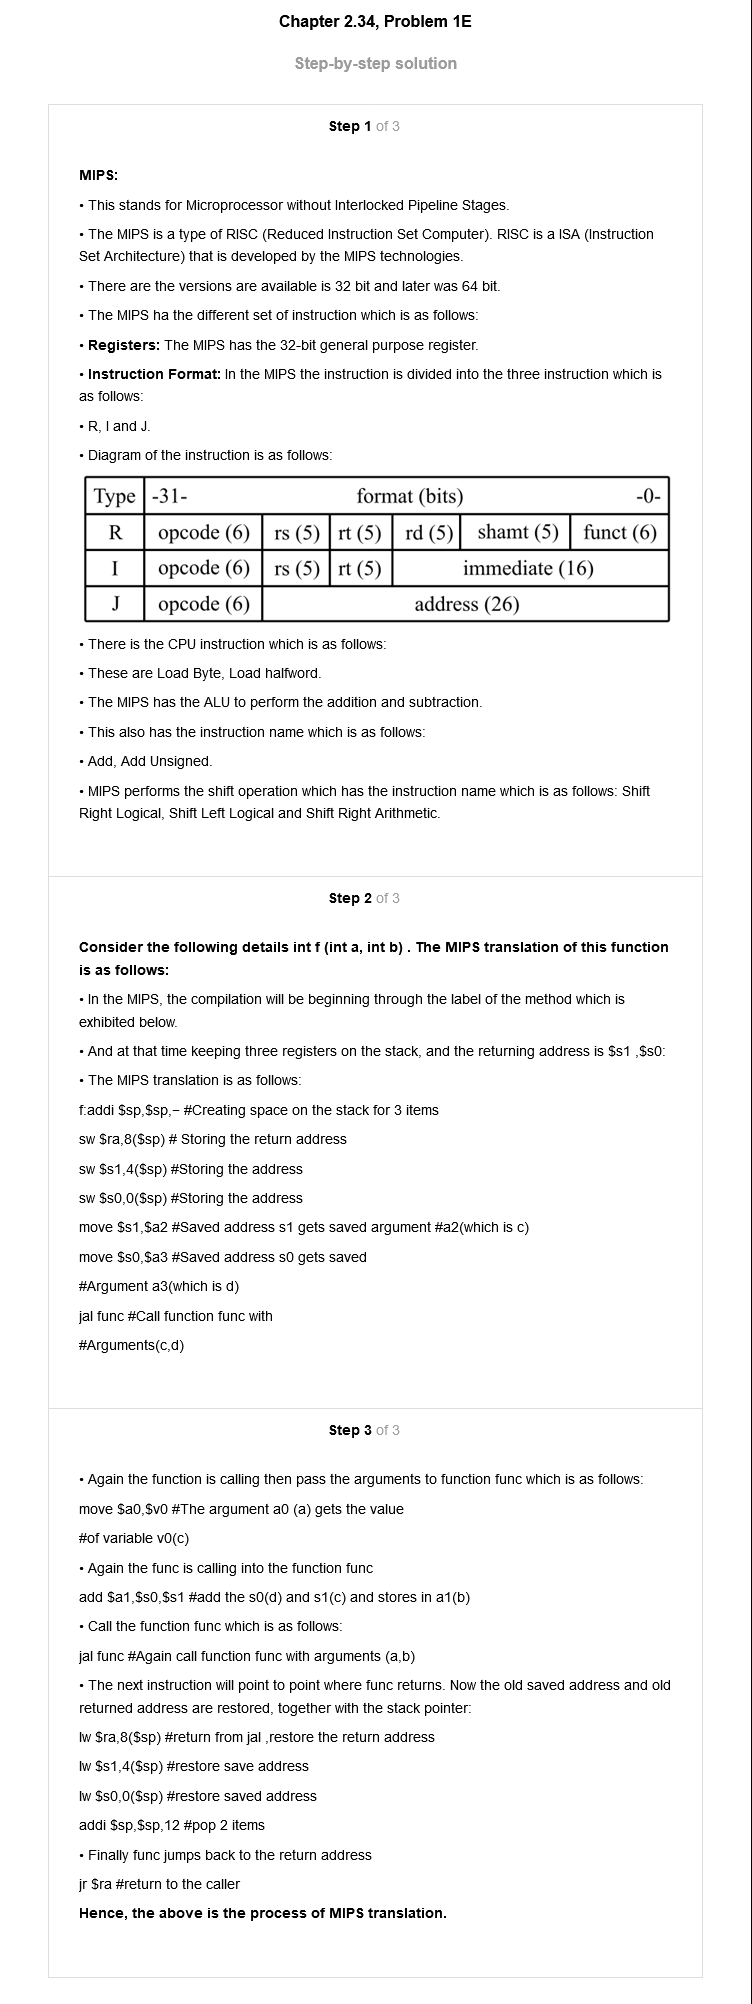 Chapter 2.34, Problem 1E
Step-by-step solution
Step 1 of 3
MIPS:
• This stands for Microprocessor without Interlocked Pipeline Stages.
• The MIPS is a type of RISC (Reduced Instruction Set Computer). RISC is a ISA (Instruction
Set Architecture) that is developed by the MIPS technologies.
• There are the versions are available is 32 bit and later was 64 bit.
• The MIPS ha the different set of instruction which is as follows:
• Registers: The MIPS has the 32-bit general purpose register.
• Instruction Format: In the MIPS the instruction is divided into the three instruction which is
as follows:
• R, I and J.
• Diagram of the instruction is as follows:
Type -31- format (bits) -0-
R opcode (6) rs (5) rt (5) rd (5) shamt (5) funct (6)
I opcode (6) rs (5) rt (5) immediate (16)
J opcode (6) address (26)
• There is the CPU instruction which is as follows:
• These are Load Byte, Load halfword.
• The MIPS has the ALU to perform the addition and subtraction.
• This also has the instruction name which is as follows:
• Add, Add Unsigned.
• MIPS performs the shift operation which has the instruction name which is as follows: Shift
Right Logical, Shift Left Logical and Shift Right Arithmetic.
Step 2 of 3
Consider the following details int f (int a, int b) . The MIPS translation of this function
is as follows:
• In the MIPS, the compilation will be beginning through the label of the method which is
exhibited below.
• And at that time keeping three registers on the stack, and the returning address is $s1 ,$s0:
• The MIPS translation is as follows:
f:addi $sp,$sp,− #Creating space on the stack for 3 items
sw $ra,8($sp) # Storing the return address
sw $s1,4($sp) #Storing the address
sw $s0,0($sp) #Storing the address
move $s1,$a2 #Saved address s1 gets saved argument #a2(which is c)
move $s0,$a3 #Saved address s0 gets saved
#Argument a3(which is d)
jal func #Call function func with
#Arguments(c,d)
Step 3 of 3
• Again the function is calling then pass the arguments to function func which is as follows:
move $a0,$v0 #The argument a0 (a) gets the value
#of variable v0(c)
• Again the func is calling into the function func
add $a1,$s0,$s1 #add the s0(d) and s1(c) and stores in a1(b)
• Call the function func which is as follows:
jal func #Again call function func with arguments (a,b)
• The next instruction will point to point where func returns. Now the old saved address and old
returned address are restored, together with the stack pointer:
lw $ra,8($sp) #return from jal ,restore the return address
lw $s1,4($sp) #restore save address
lw $s0,0($sp) #restore saved address
addi $sp,$sp,12 #pop 2 items
• Finally func jumps back to the return address
jr $ra #return to the caller
Hence, the above is the process of MIPS translation.